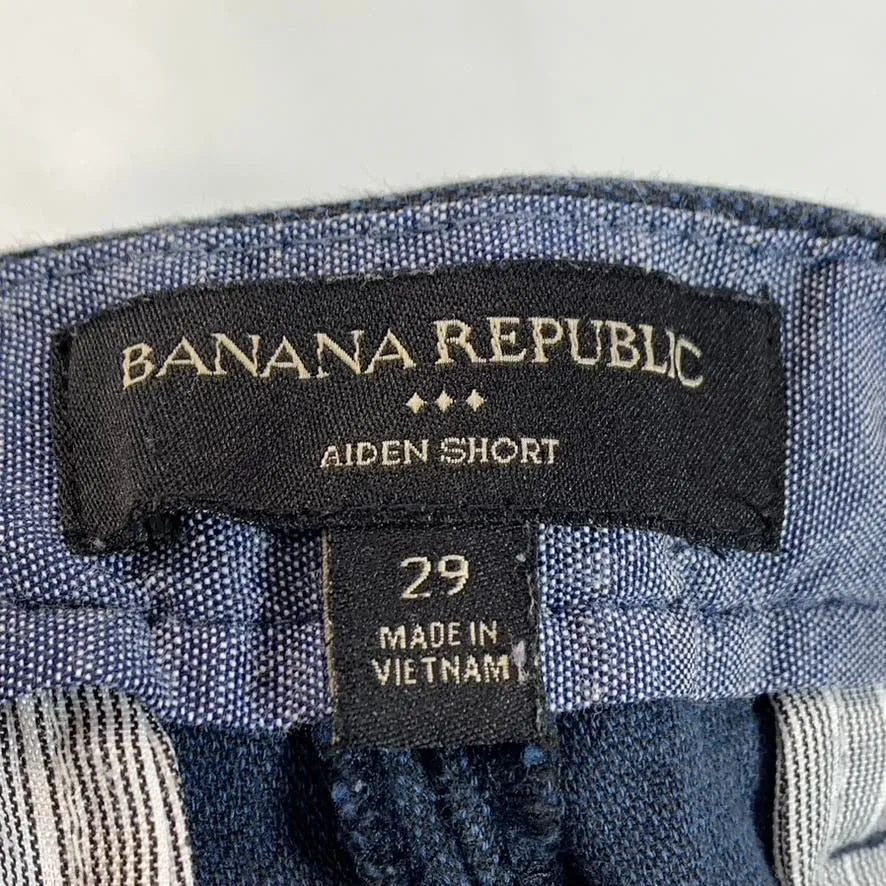 BANANA REPUBLIC
AIDEN SHORT
29
MADE IN
VIETNAM